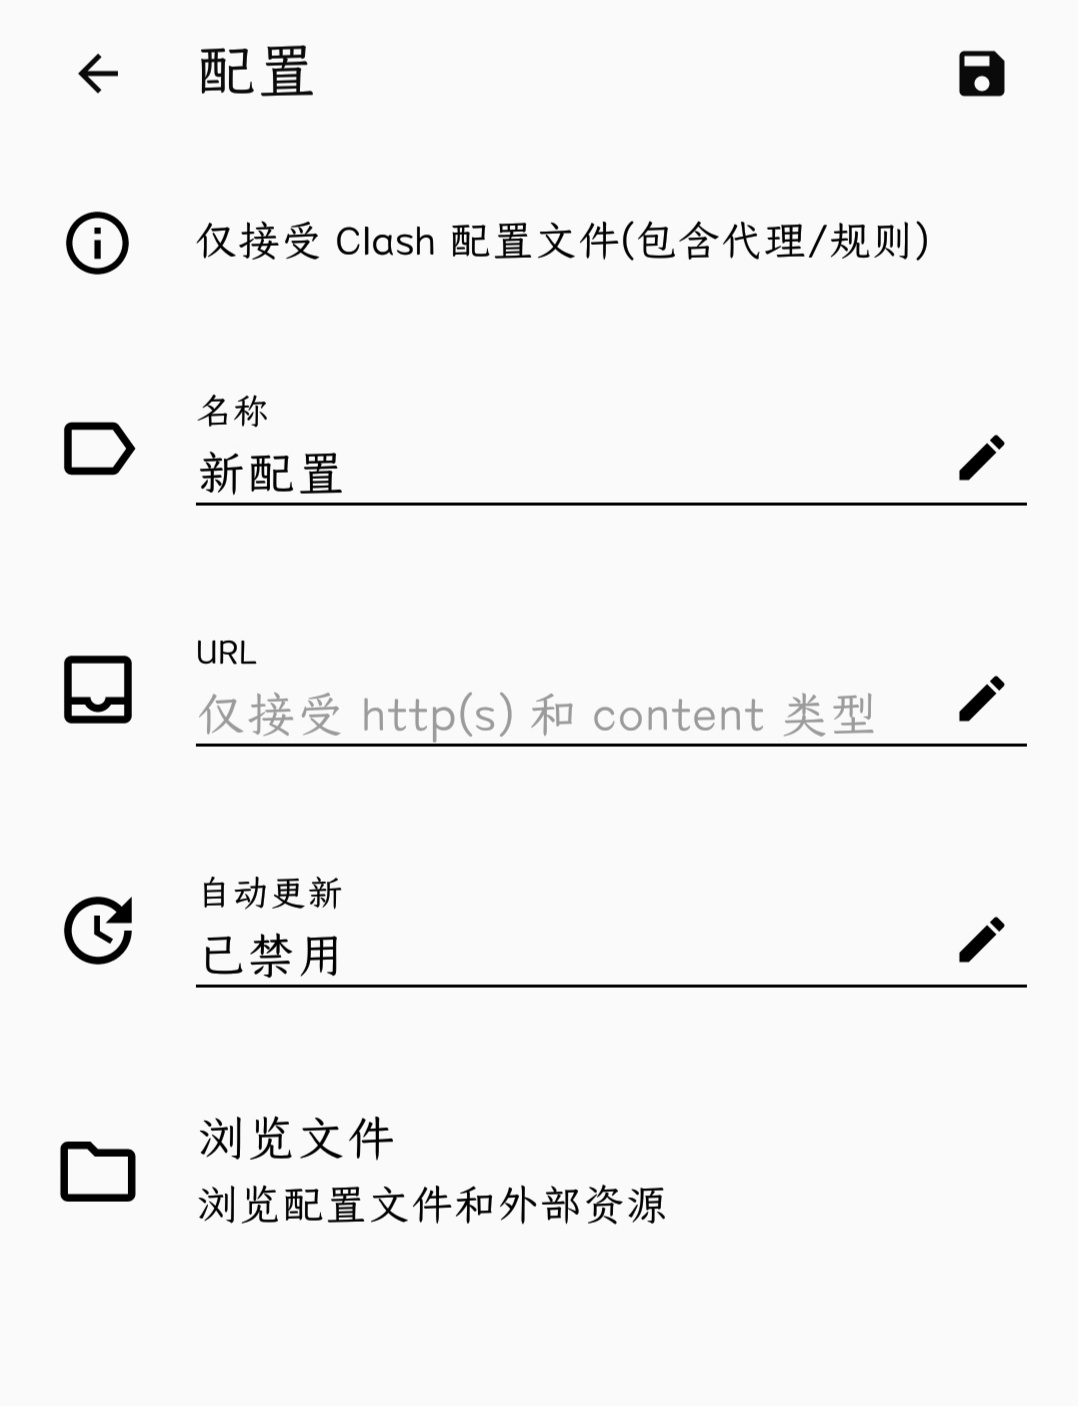 配置
仅接受 Clash 配置文件(包含代理/规则)
名称
新配置
URL
仅接受 http(s) 和 content 类型
自动更新
已禁用
浏览文件
浏览配置文件和外部资源